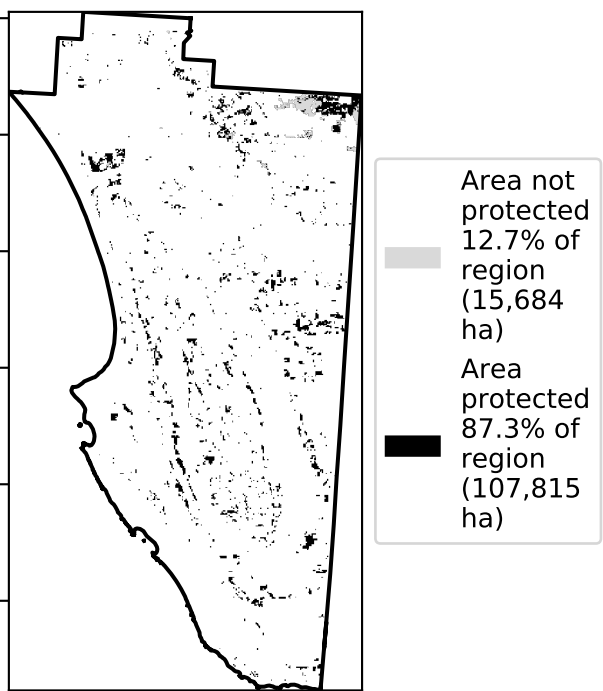 Area not
protected
12.7% of
region
(15,684
ha)
Area
protected
87.3% of
region
(107,815
ha)